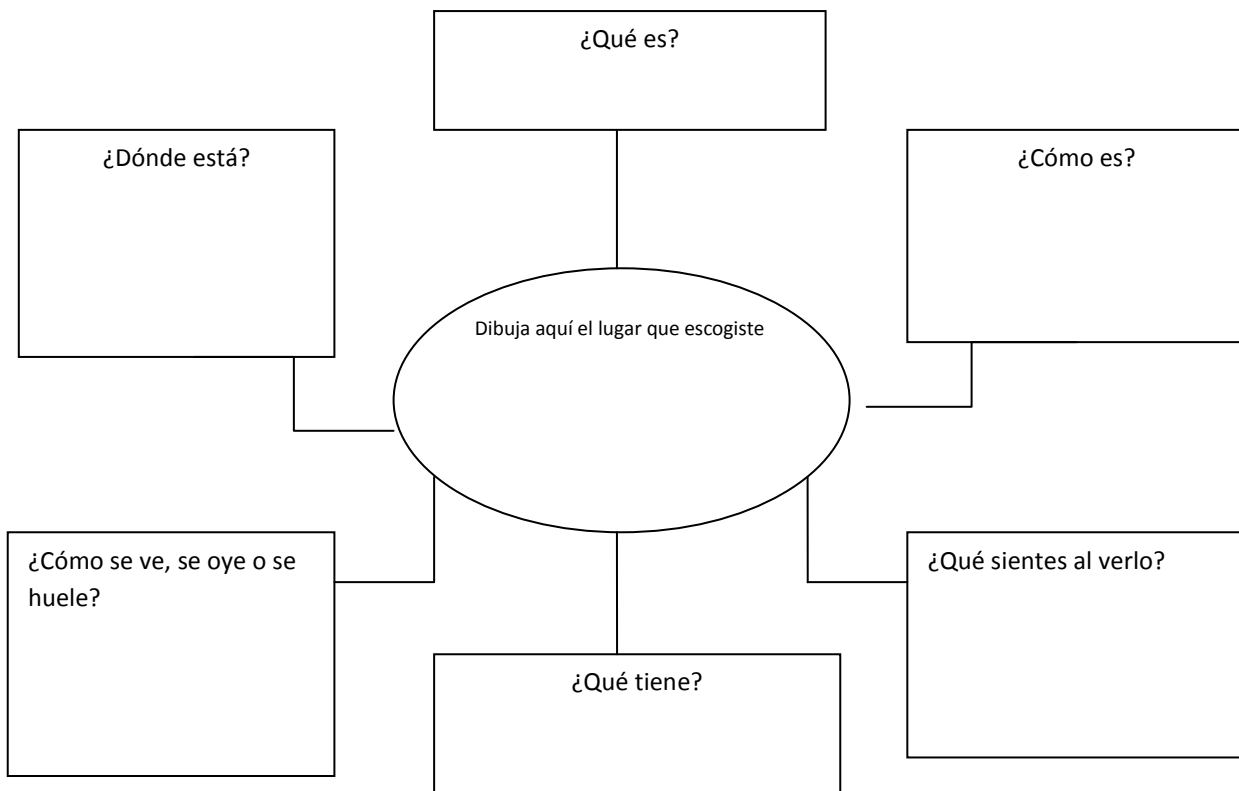 ¿Qué es?
¿Dónde está?
¿Cómo es?
Dibuja aquí el lugar que escogiste
¿Cómo se ve, se oye o se
huele?
¿Qué sientes al verlo?
¿Qué tiene?